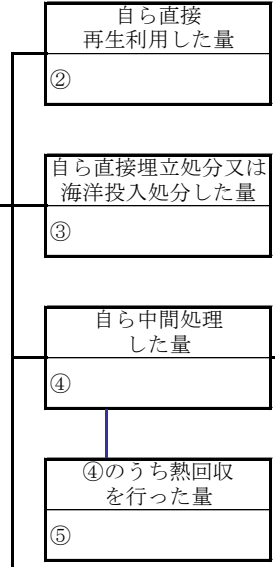 自ら直接
再生利用した量
②
自ら直接埋立処分又は
海洋投入処分した量
③
自ら中間処理
した量
④
④のうち熱回収
を行った量
⑤